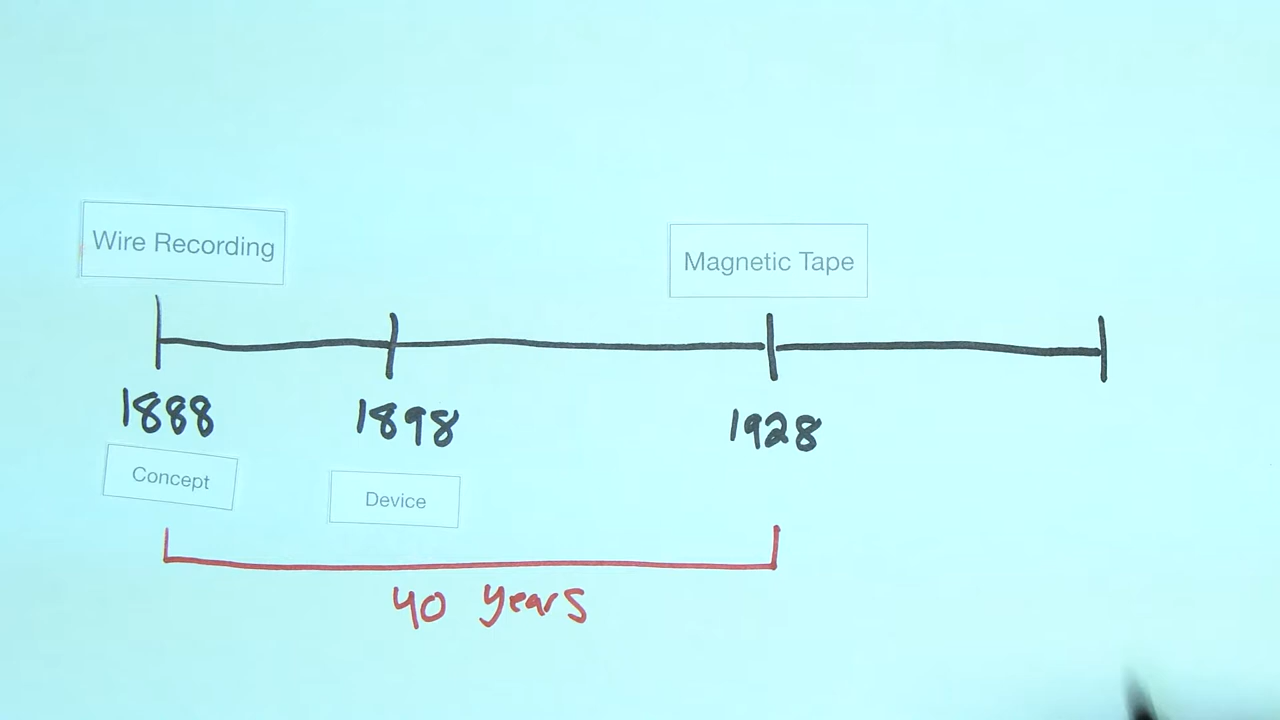 Wire Recording
Magnetic Tape
1888
1898
1928
Concept
Device
40 years